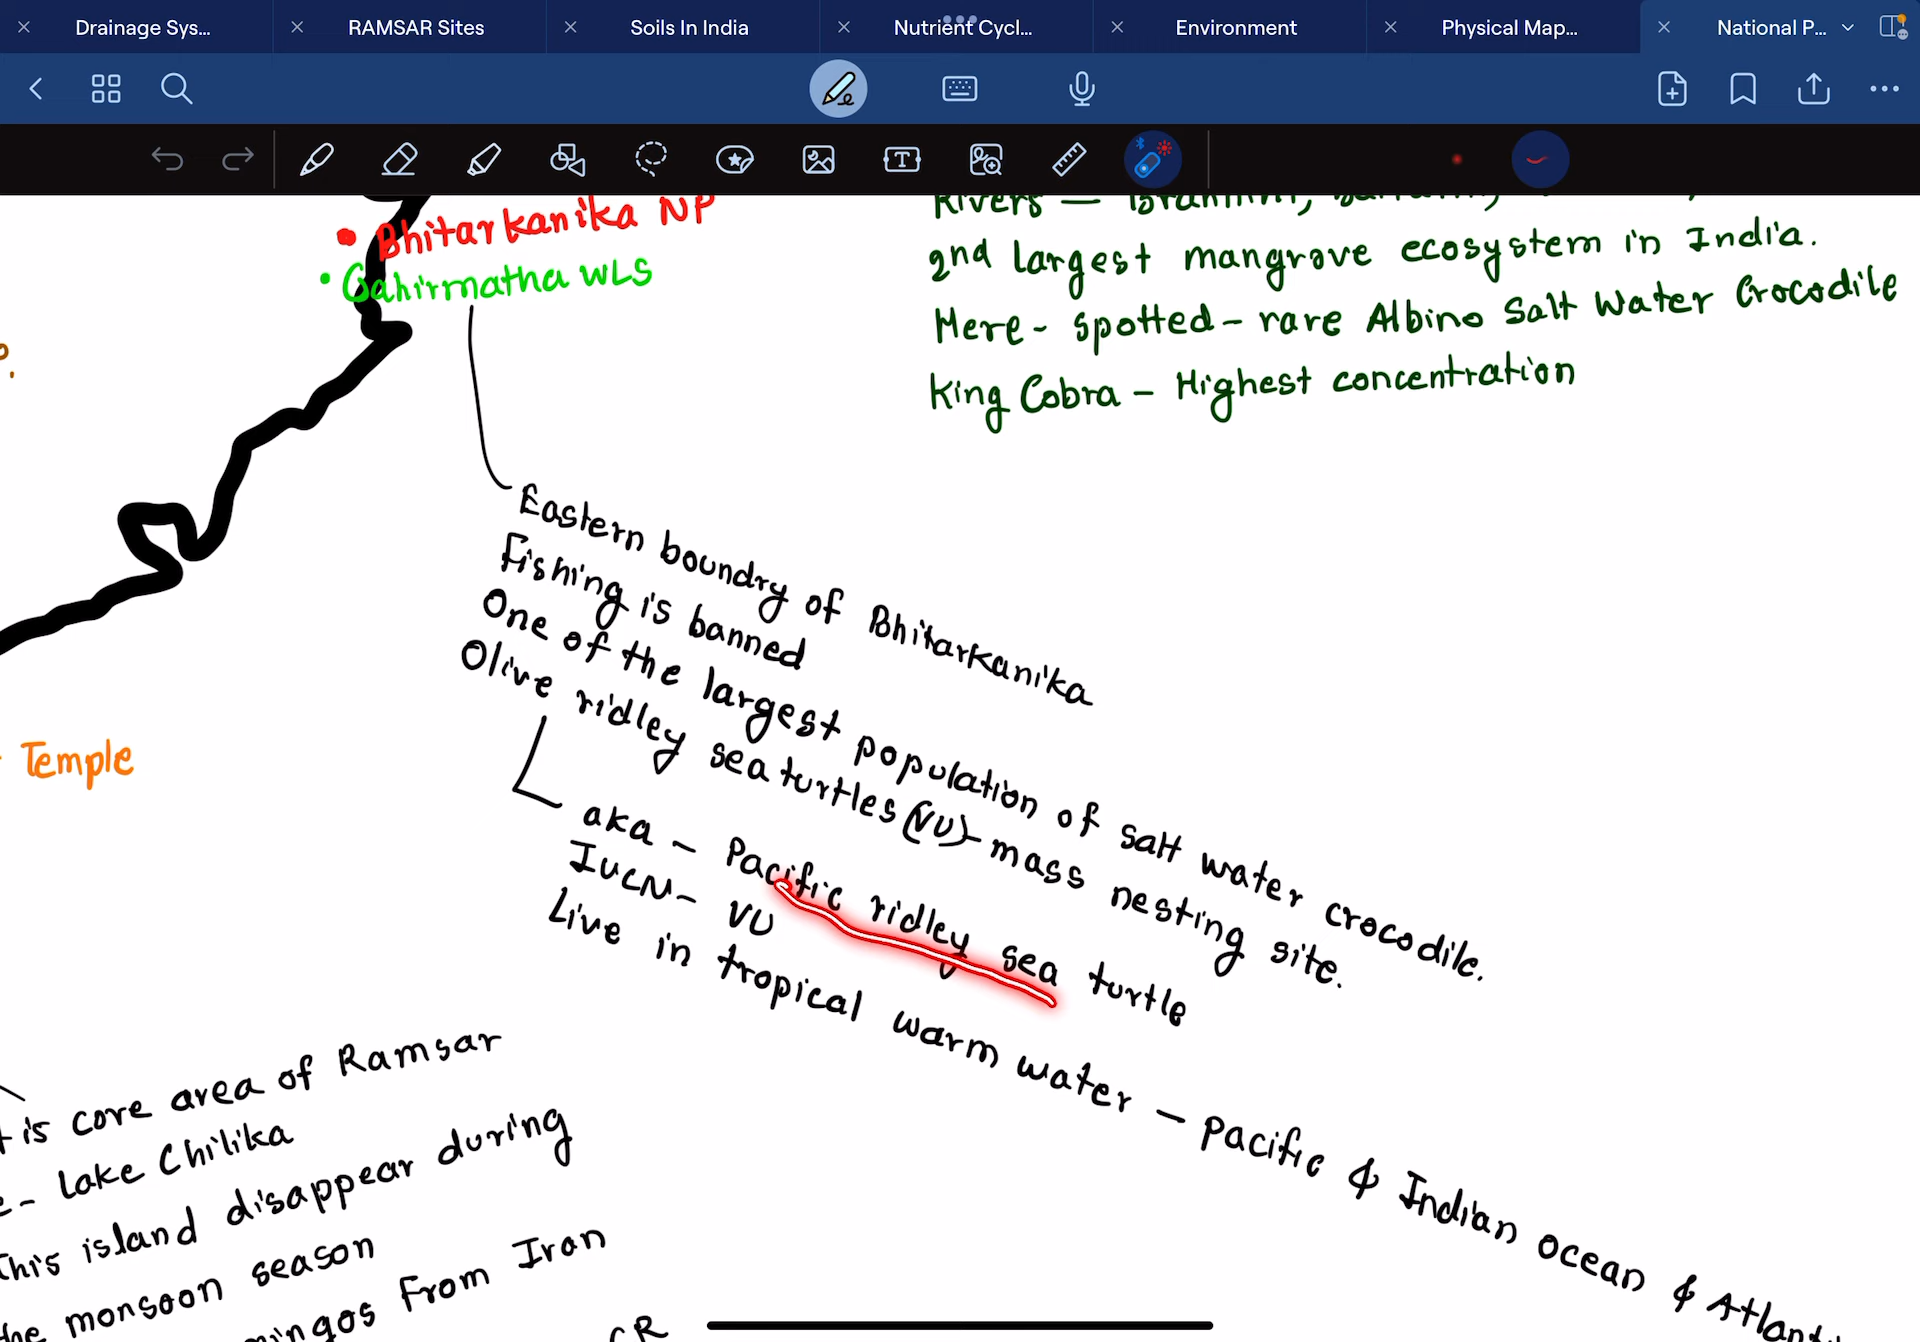 Drainage Sys...
RAMSAR Sites
Soils In India
Nutrient Cycl...
Environment
Physical Map...
National P...
• Bhitarkanika NP
• Gahirmatha WLS
Rivers —
2nd largest mangrove ecosystem in India.
Here - spotted - rare Albino Salt Water Crocodile
King Cobra - Highest concentration
Eastern boundry of Bhitarkanika
Fishing is banned
One of the largest population of salt water crocodile.
Olive ridley sea turtles (VU) - mass nesting site.
aka - Pacific ridley sea turtle
IUCN - VU
Live in tropical warm water - Pacific & Indian ocean & Atlant
Temple
is core area of Ramsar
- Lake Chilika
This island disappear during
monsoon season
From Iran
CR